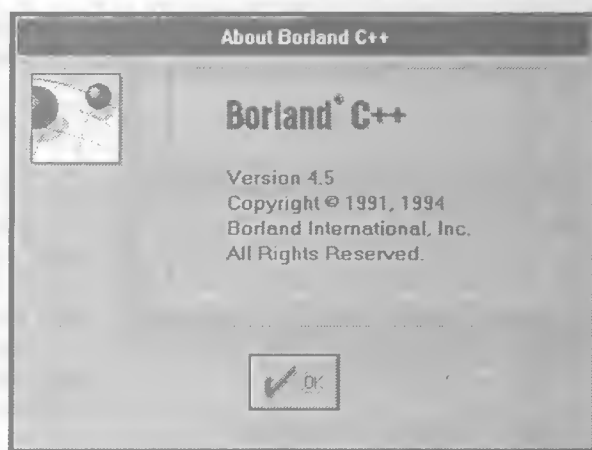 About Borland C++
Borland® C++
Version 4.5
Copyright © 1991, 1994
Borland International, Inc.
All Rights Reserved.
OK